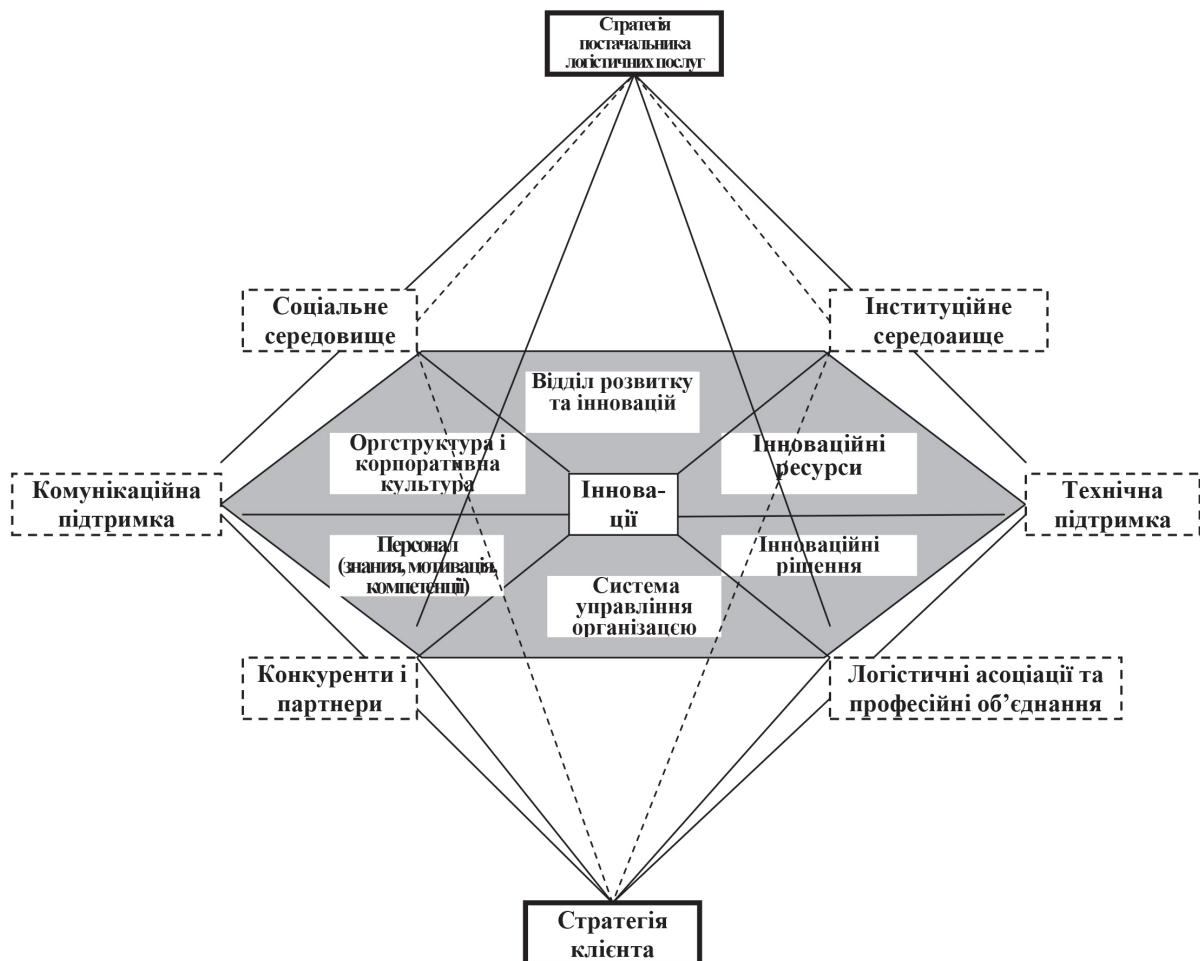 Стратегія
постачальника
логістичних послуг
Соціальне
середовище
Інституційне
середоаище
Відділ розвитку
та інновацій
Оргструктура і
корпоративна
культура
Інноваційні
ресурси
Комунікаційна
підтримка
Іннова-
ції
Технічна
підтримка
Персонал
(знания, мотивація,
компетенції)
Інноваційні
рішення
Система
управління
організацєю
Конкуренти і
партнери
Логістичні асоціації та
професійні об’єднання
Стратегія
клієнта